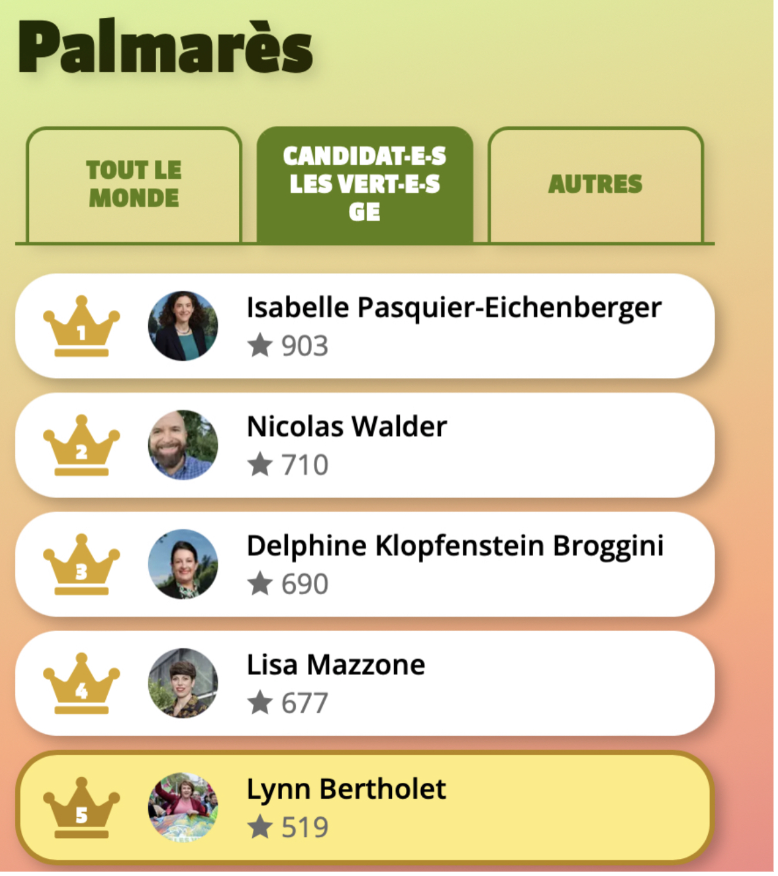 Palmarès
TOUT LE
MONDE
CANDIDAT-E-S
LES VERT-E-S
GE
AUTRES
1
Isabelle Pasquier-Eichenberger
★ 903
2
Nicolas Walder
★ 710
3
Delphine Klopfenstein Broggini
★ 690
4
Lisa Mazzone
★ 677
5
Lynn Bertholet
★ 519